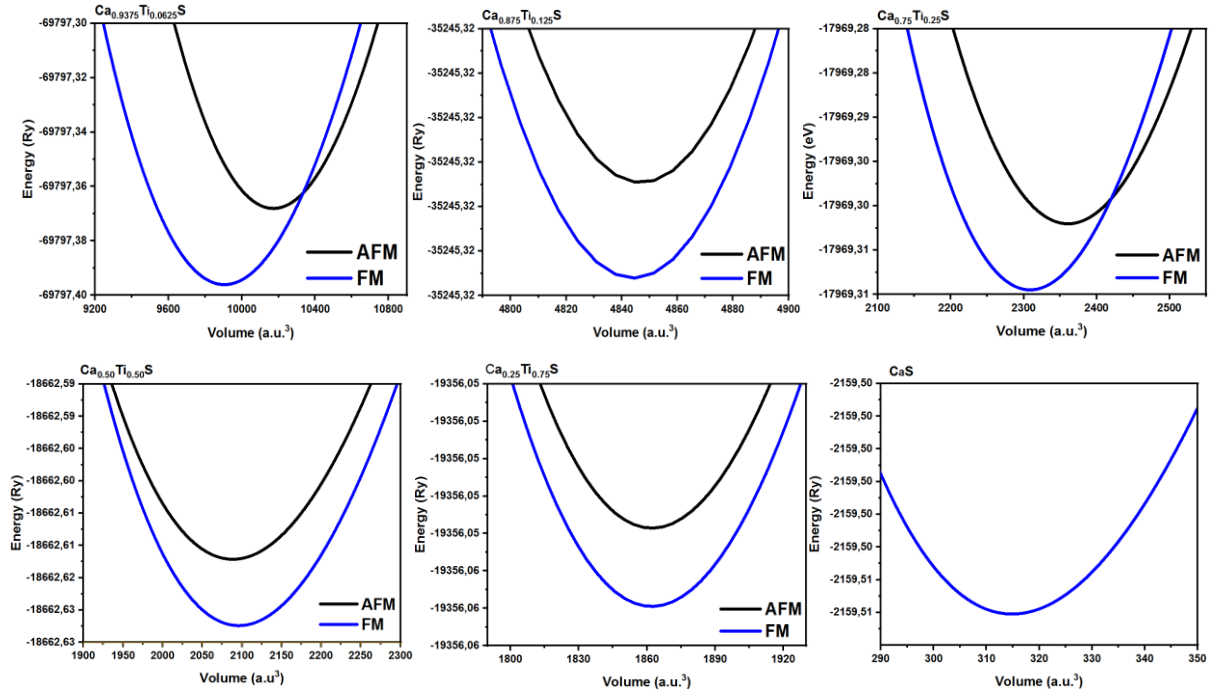 Ca0.9375Ti0.0625S
-69797,30
-69797,32
-69797,34
-69797,36
-69797,38
-69797,40
Energy (Ry)
AFM
FM
9200 9600 10000 10400 10800
Volume (a.u.3)
Ca0.875Ti0.125S
-35245,32
-35245,32
-35245,32
-35245,32
-35245,32
-35245,32
-35245,32
Energy (Ry)
AFM
FM
4800 4820 4840 4860 4880 4900
Volume (a.u.3)
Ca0.75Ti0.25S
-17969,28
-17969,28
-17969,29
-17969,30
-17969,30
-17969,31
-17969,31
Energy (eV)
AFM
FM
2100 2200 2300 2400 2500
Volume (a.u.3)
Ca0.50Ti0.50S
-18662,59
-18662,59
-18662,60
-18662,60
-18662,61
-18662,61
-18662,62
-18662,63
-18662,63
Energy (Ry)
AFM
FM
1900 1950 2000 2050 2100 2150 2200 2250 2300
Volume (a.u3)
Ca0.25Ti0.75S
-19356,05
-19356,05
-19356,05
-19356,05
-19356,05
-19356,06
-19356,06
-19356,06
Energy (Ry)
AFM
FM
1800 1830 1860 1890 1920
Volume (a.u.3)
CaS
-2159,50
-2159,50
-2159,50
-2159,50
-2159,50
-2159,51
-2159,51
Energy (Ry)
290 300 310 320 330 340 350
Volume (a.u.3)